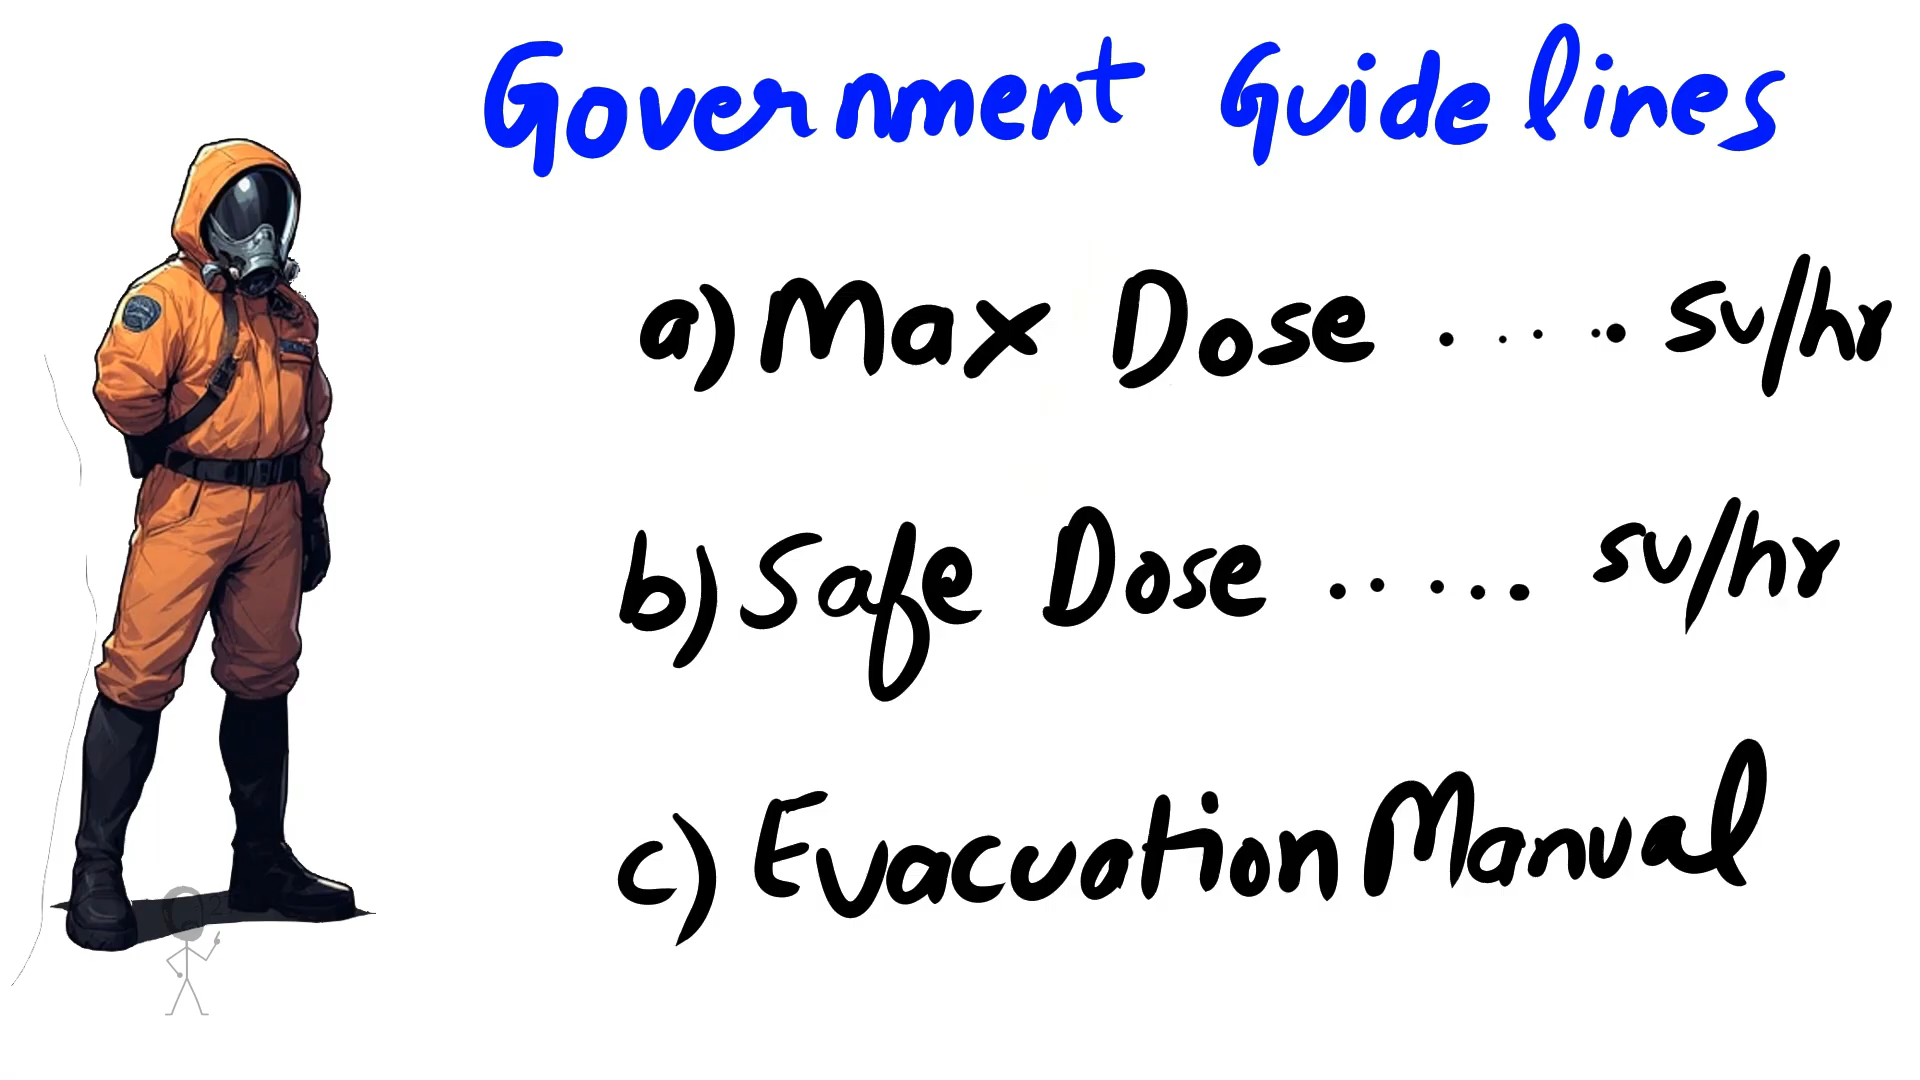 Government Guidelines
a) Max Dose ..... Sv/hr
b) Safe Dose ..... Sv/hr
c) Evacuation Manual